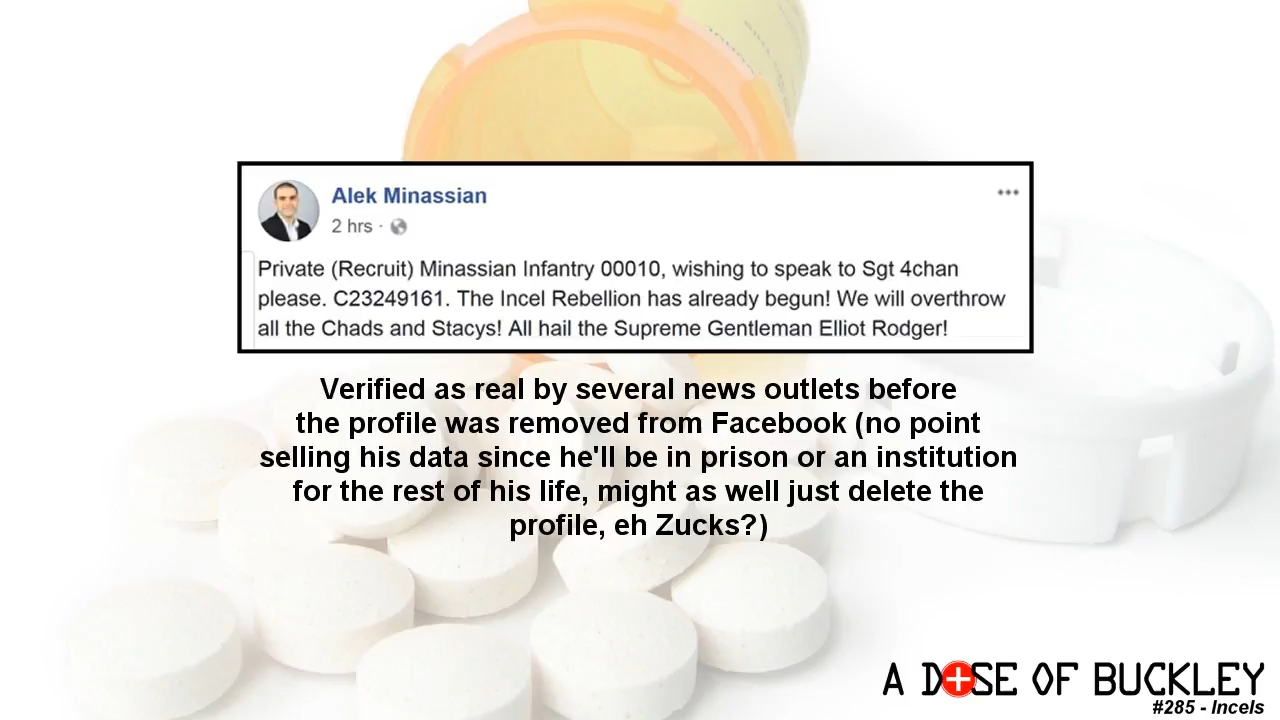 Alek Minassian
2 hrs ·
Private (Recruit) Minassian Infantry 00010, wishing to speak to Sgt 4chan
please. C23249161. The Incel Rebellion has already begun! We will overthrow
all the Chads and Stacys! All hail the Supreme Gentleman Elliot Rodger!
Verified as real by several news outlets before
the profile was removed from Facebook (no point
selling his data since he'll be in prison or an institution
for the rest of his life, might as well just delete the
profile, eh Zucks?)
A DOSE OF BUCKLEY
#285 - Incels